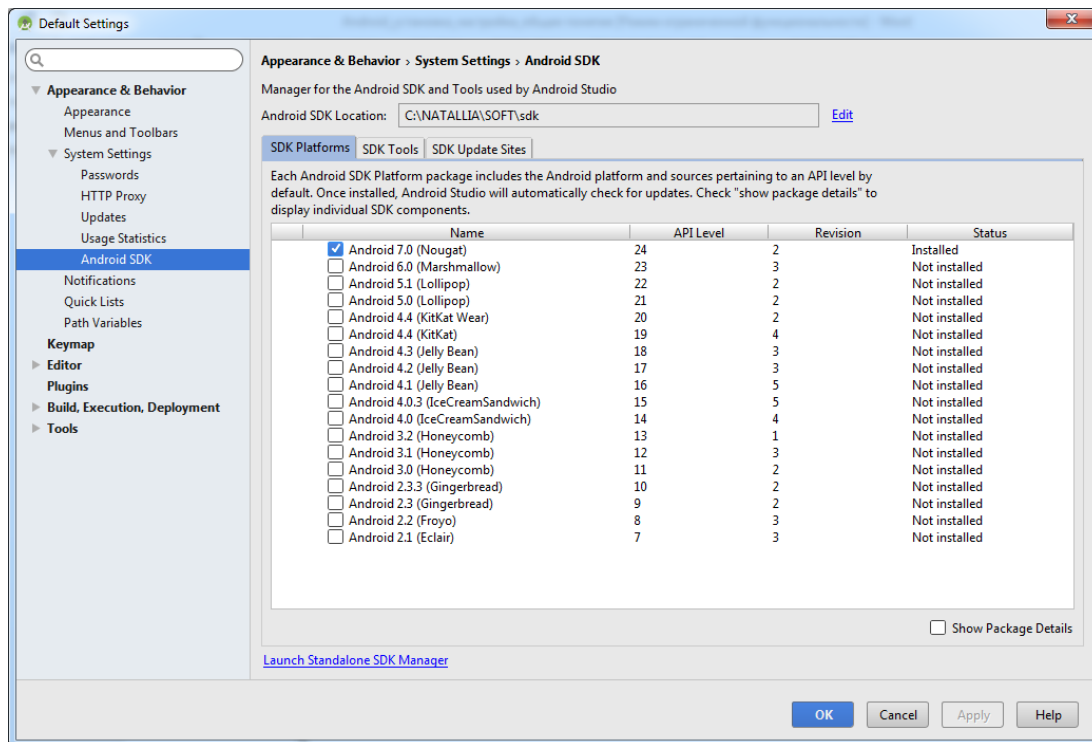 Default Settings
Appearance & Behavior
Appearance
Menus and Toolbars
System Settings
Passwords
HTTP Proxy
Updates
Usage Statistics
Android SDK
Notifications
Quick Lists
Path Variables
Keymap
Editor
Plugins
Build, Execution, Deployment
Tools
Appearance & Behavior › System Settings › Android SDK
Manager for the Android SDK and Tools used by Android Studio
Android SDK Location: C:\NATALLIA\SOFT\sdk Edit
SDK Platforms SDK Tools SDK Update Sites
Each Android SDK Platform package includes the Android platform and sources pertaining to an API level by
default. Once installed, Android Studio will automatically check for updates. Check "show package details" to
display individual SDK components.
Name API Level Revision Status
Android 7.0 (Nougat) 24 2 Installed
Android 6.0 (Marshmallow) 23 3 Not installed
Android 5.1 (Lollipop) 22 2 Not installed
Android 5.0 (Lollipop) 21 2 Not installed
Android 4.4 (KitKat Wear) 20 2 Not installed
Android 4.4 (KitKat) 19 4 Not installed
Android 4.3 (Jelly Bean) 18 3 Not installed
Android 4.2 (Jelly Bean) 17 3 Not installed
Android 4.1 (Jelly Bean) 16 5 Not installed
Android 4.0.3 (IceCreamSandwich) 15 5 Not installed
Android 4.0 (IceCreamSandwich) 14 4 Not installed
Android 3.2 (Honeycomb) 13 1 Not installed
Android 3.1 (Honeycomb) 12 3 Not installed
Android 3.0 (Honeycomb) 11 2 Not installed
Android 2.3.3 (Gingerbread) 10 2 Not installed
Android 2.3 (Gingerbread) 9 2 Not installed
Android 2.2 (Froyo) 8 3 Not installed
Android 2.1 (Eclair) 7 3 Not installed
Show Package Details
Launch Standalone SDK Manager
OK Cancel Apply Help